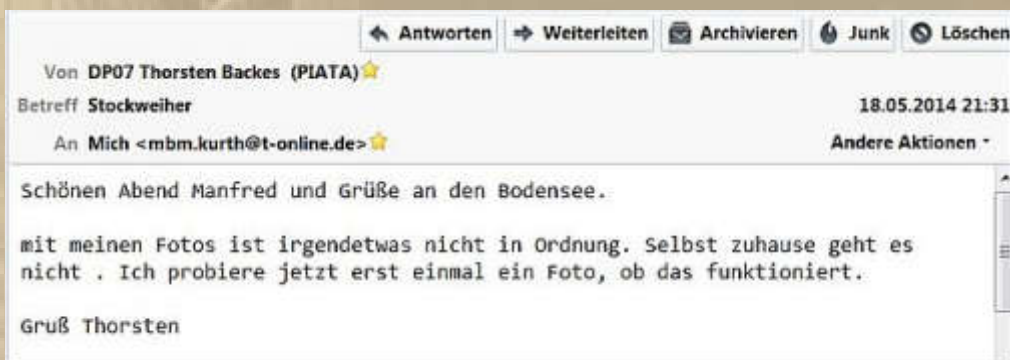 Antworten Weiterleiten Archivieren Junk Löschen
Von DP07 Thorsten Backes (PIATA)
Betreff Stockweiher 18.05.2014 21:31
An Mich <mbm.kurth@t-online.de> Andere Aktionen
Schönen Abend Manfred und Grüße an den Bodensee.
mit meinen Fotos ist irgendetwas nicht in Ordnung. Selbst zuhause geht es
nicht . Ich probiere jetzt erst einmal ein Foto, ob das funktioniert.
Gruß Thorsten